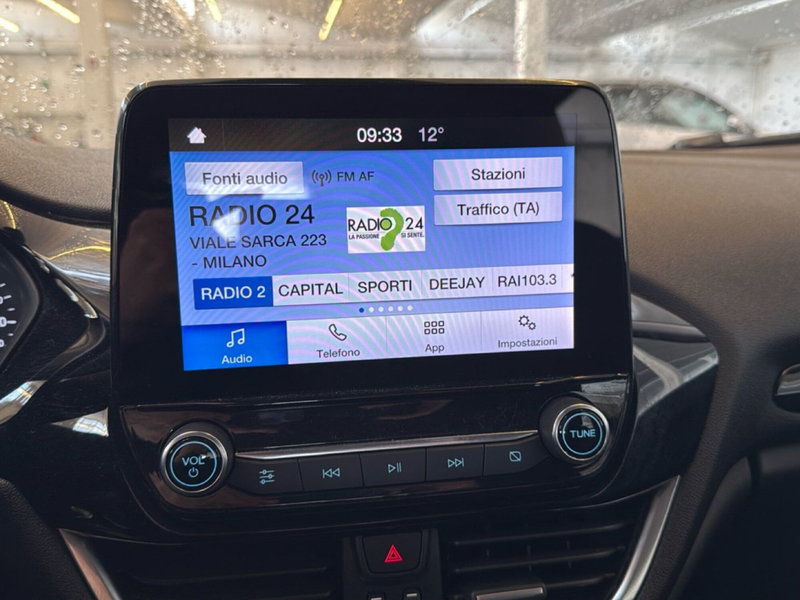 09:33 12°
Fonti audio FM AF Stazioni
Traffico (TA)
RADIO 24
VIALE SARCA 223
- MILANO
RADIO 24
LA PASSIONE SI SENTE.
RADIO 2 CAPITAL SPORTI DEEJAY RAI103.3
Audio Telefono App Impostazioni
VOL
TUNE